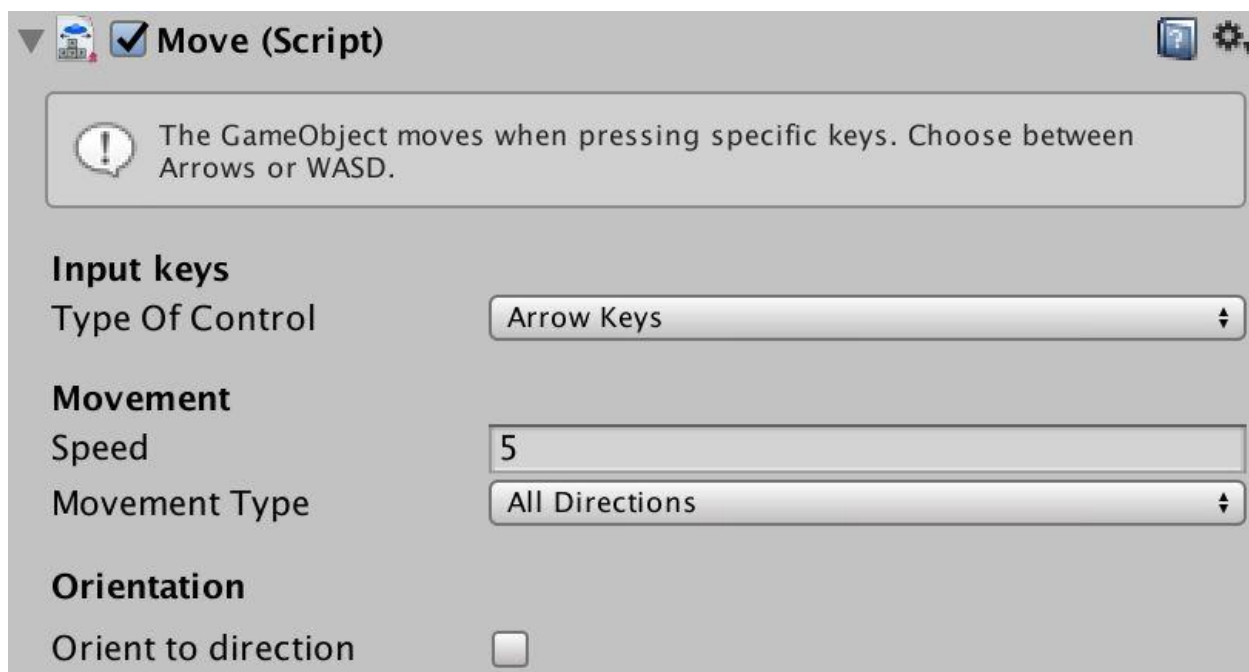 Move (Script)
The GameObject moves when pressing specific keys. Choose between
Arrows or WASD.
Input keys
Type Of Control Arrow Keys
Movement
Speed 5
Movement Type All Directions
Orientation
Orient to direction